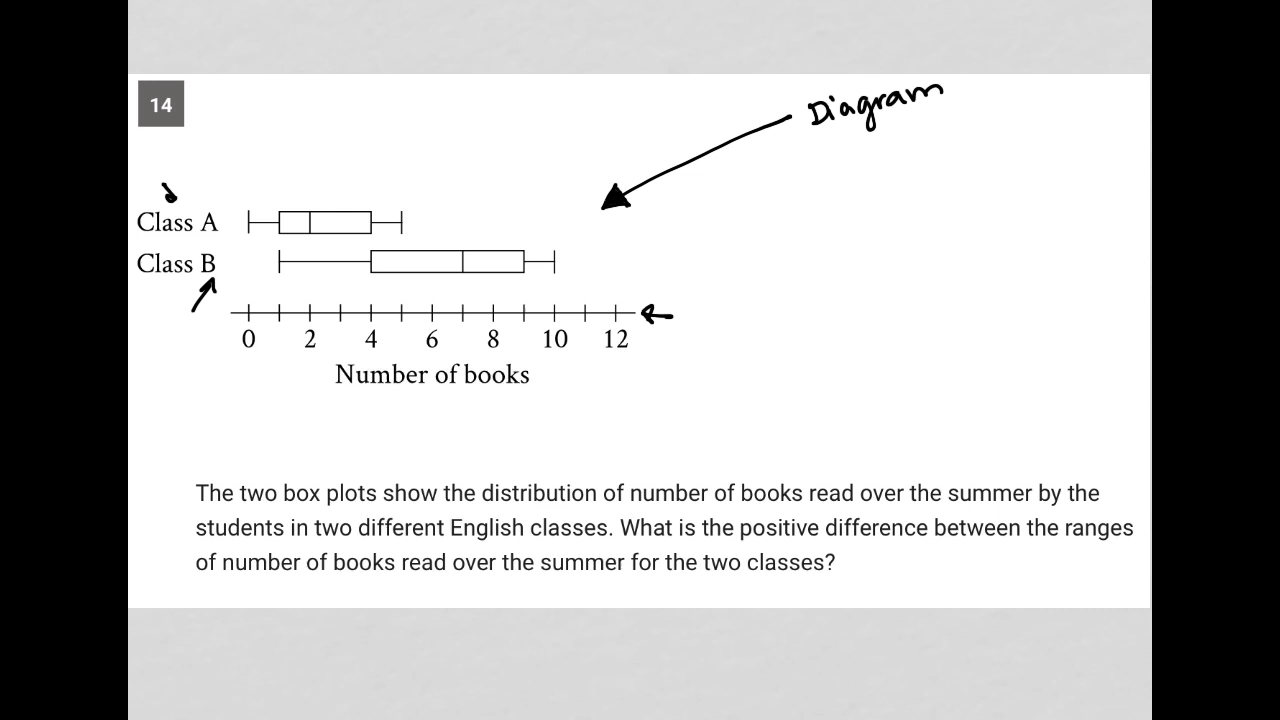 14
Diagram
Class A
Class B
0 2 4 6 8 10 12
Number of books
The two box plots show the distribution of number of books read over the summer by the
students in two different English classes. What is the positive difference between the ranges
of number of books read over the summer for the two classes?